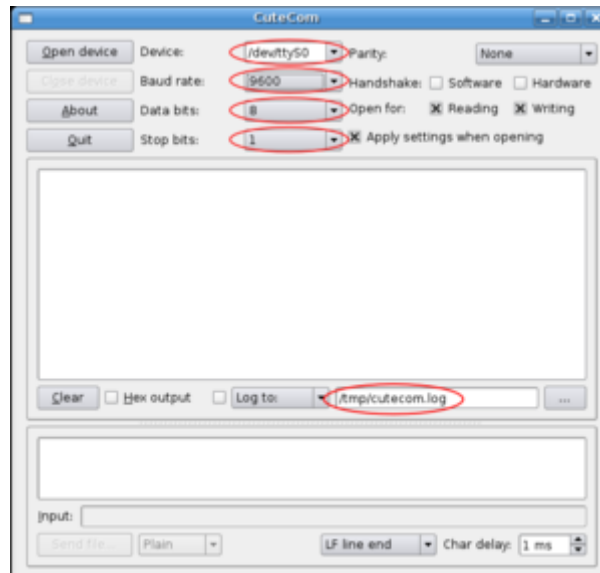 CuteCom
Open device Device: /dev/ttyS0 Parity: None
Close device Baud rate: 9600 Handshake: Software Hardware
About Data bits: 8 Open for: Reading Writing
Quit Stop bits: 1 Apply settings when opening
Clear Hex output Log to: /tmp/cutecom.log ...
Input:
Send file... Plain LF line end Char delay: 1 ms